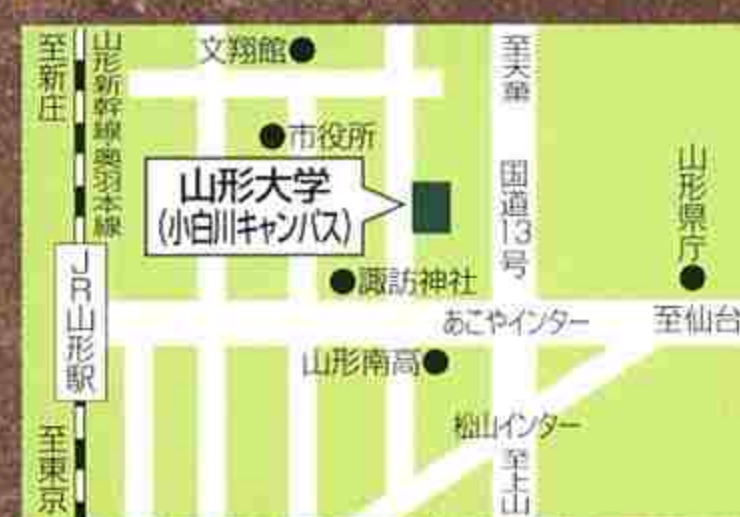 至新庄
山形新幹線・奥羽本線
文翔館
至天童
市役所
山形大学
(小白川キャンパス)
国道13号
山形県庁
諏訪神社
JR山形駅
あこやインター
至仙台
山形南高
松山インター
至東京
至上山